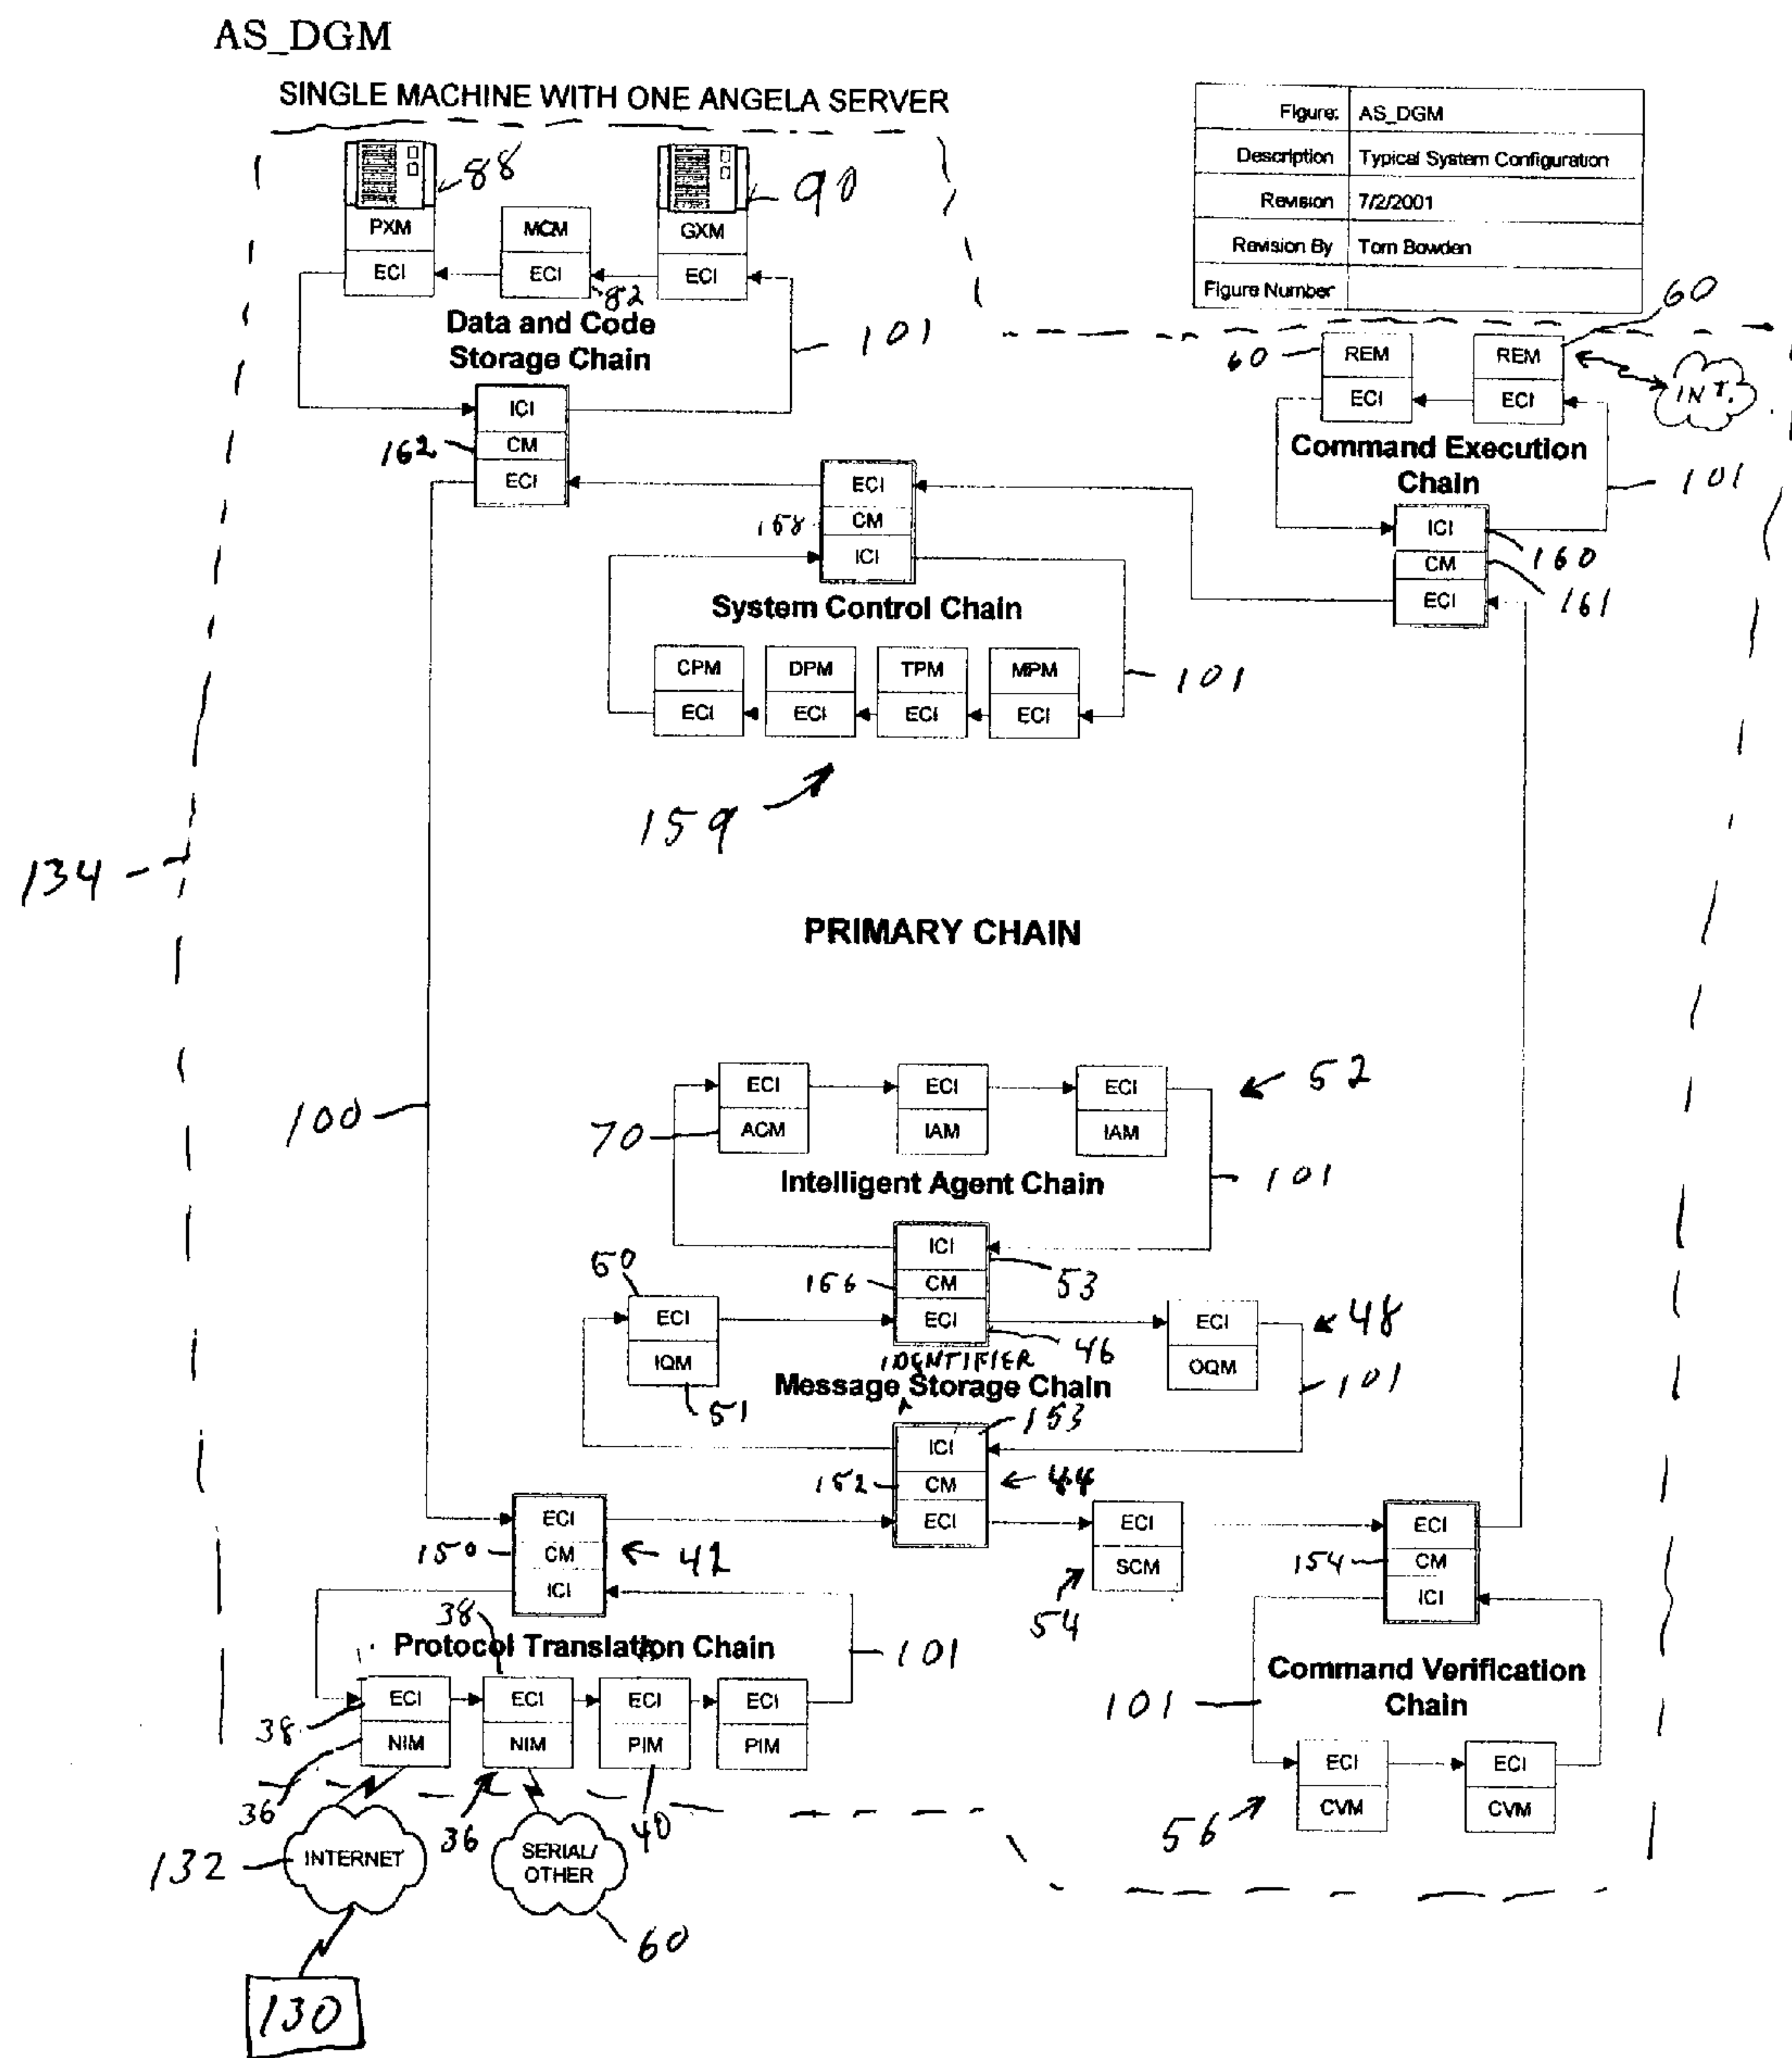 AS_DGM
SINGLE MACHINE WITH ONE ANGELA SERVER
Figure: AS_DGM
Description Typical System Configuration
Revision 7/2/2001
Revision By Tom Bowden
Figure Number
88
90
PXM
MCM
GXM
ECI
ECI
ECI
82
Data and Code
Storage Chain
101
60
60
REM
REM
INT.
ECI
ECI
Command Execution
Chain
101
ICI
CM
ECI
162
ECI
CM
ICI
158
ICI
CM
ECI
160
161
System Control Chain
CPM
DPM
TPM
MPM
ECI
ECI
ECI
ECI
101
159
134
PRIMARY CHAIN
100
ECI
ECI
ECI
52
70
ACM
IAM
IAM
Intelligent Agent Chain
101
ICI
53
156
CM
ECI
46
50
ECI
IQM
51
ECI
OQM
48
IDENTIFIER
Message Storage Chain
101
ICI
153
152
CM
44
ECI
ECI
150
CM
42
ICI
ECI
SCM
54
ECI
154
CM
ICI
38
Protocol Translation Chain
101
38
ECI
ECI
ECI
ECI
36
NIM
NIM
PIM
PIM
36
40
Command Verification
Chain
101
ECI
ECI
CVM
CVM
56
132
INTERNET
SERIAL/
OTHER
60
130